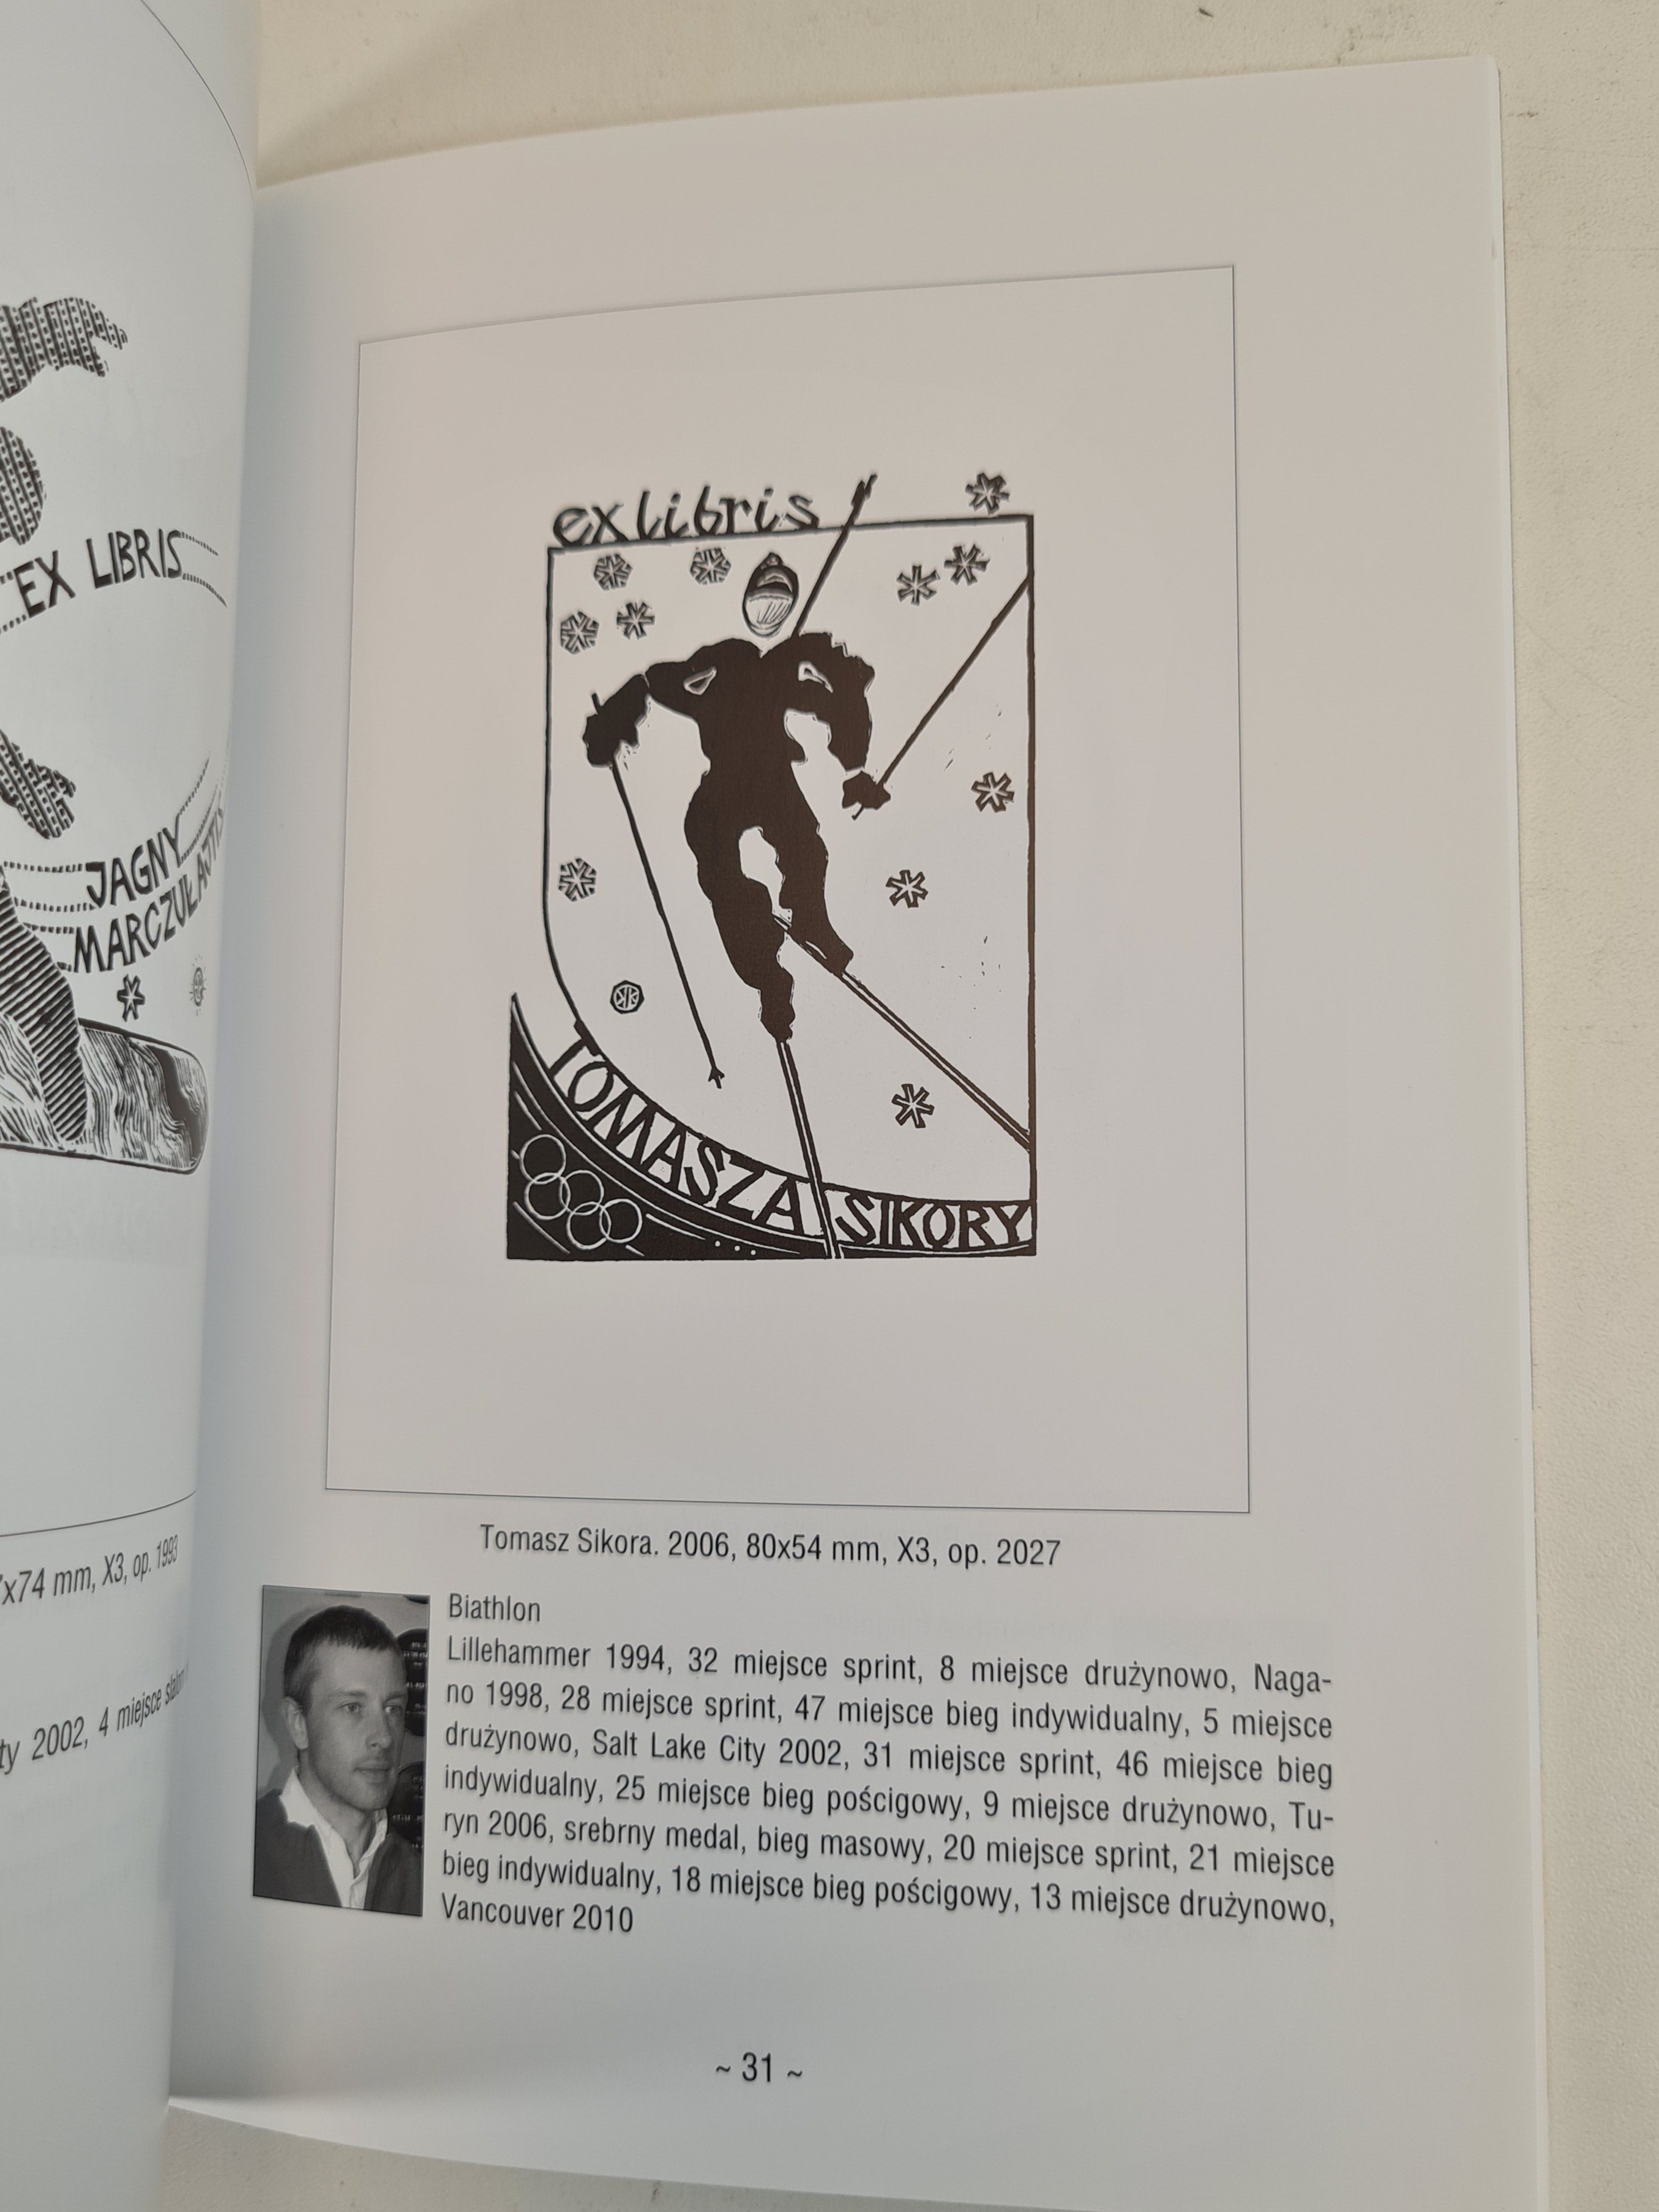 EX LIBRIS
JAGNY
MARCZUŁAJTIS
x74 mm, X3, op. 1993
ty 2002, 4 miejsce
exlibris
TOMASZA SIKORY
Tomasz Sikora. 2006, 80x54 mm, X3, op. 2027
Biathlon
Lillehammer 1994, 32 miejsce sprint, 8 miejsce drużynowo, Naga-
no 1998, 28 miejsce sprint, 47 miejsce bieg indywidualny, 5 miejsce
drużynowo, Salt Lake City 2002, 31 miejsce sprint, 46 miejsce bieg
indywidualny, 25 miejsce bieg pościgowy, 9 miejsce drużynowo, Tu-
ryn 2006, srebrny medal, bieg masowy, 20 miejsce sprint, 21 miejsce
bieg indywidualny, 18 miejsce bieg pościgowy, 13 miejsce drużynowo,
Vancouver 2010
~ 31 ~